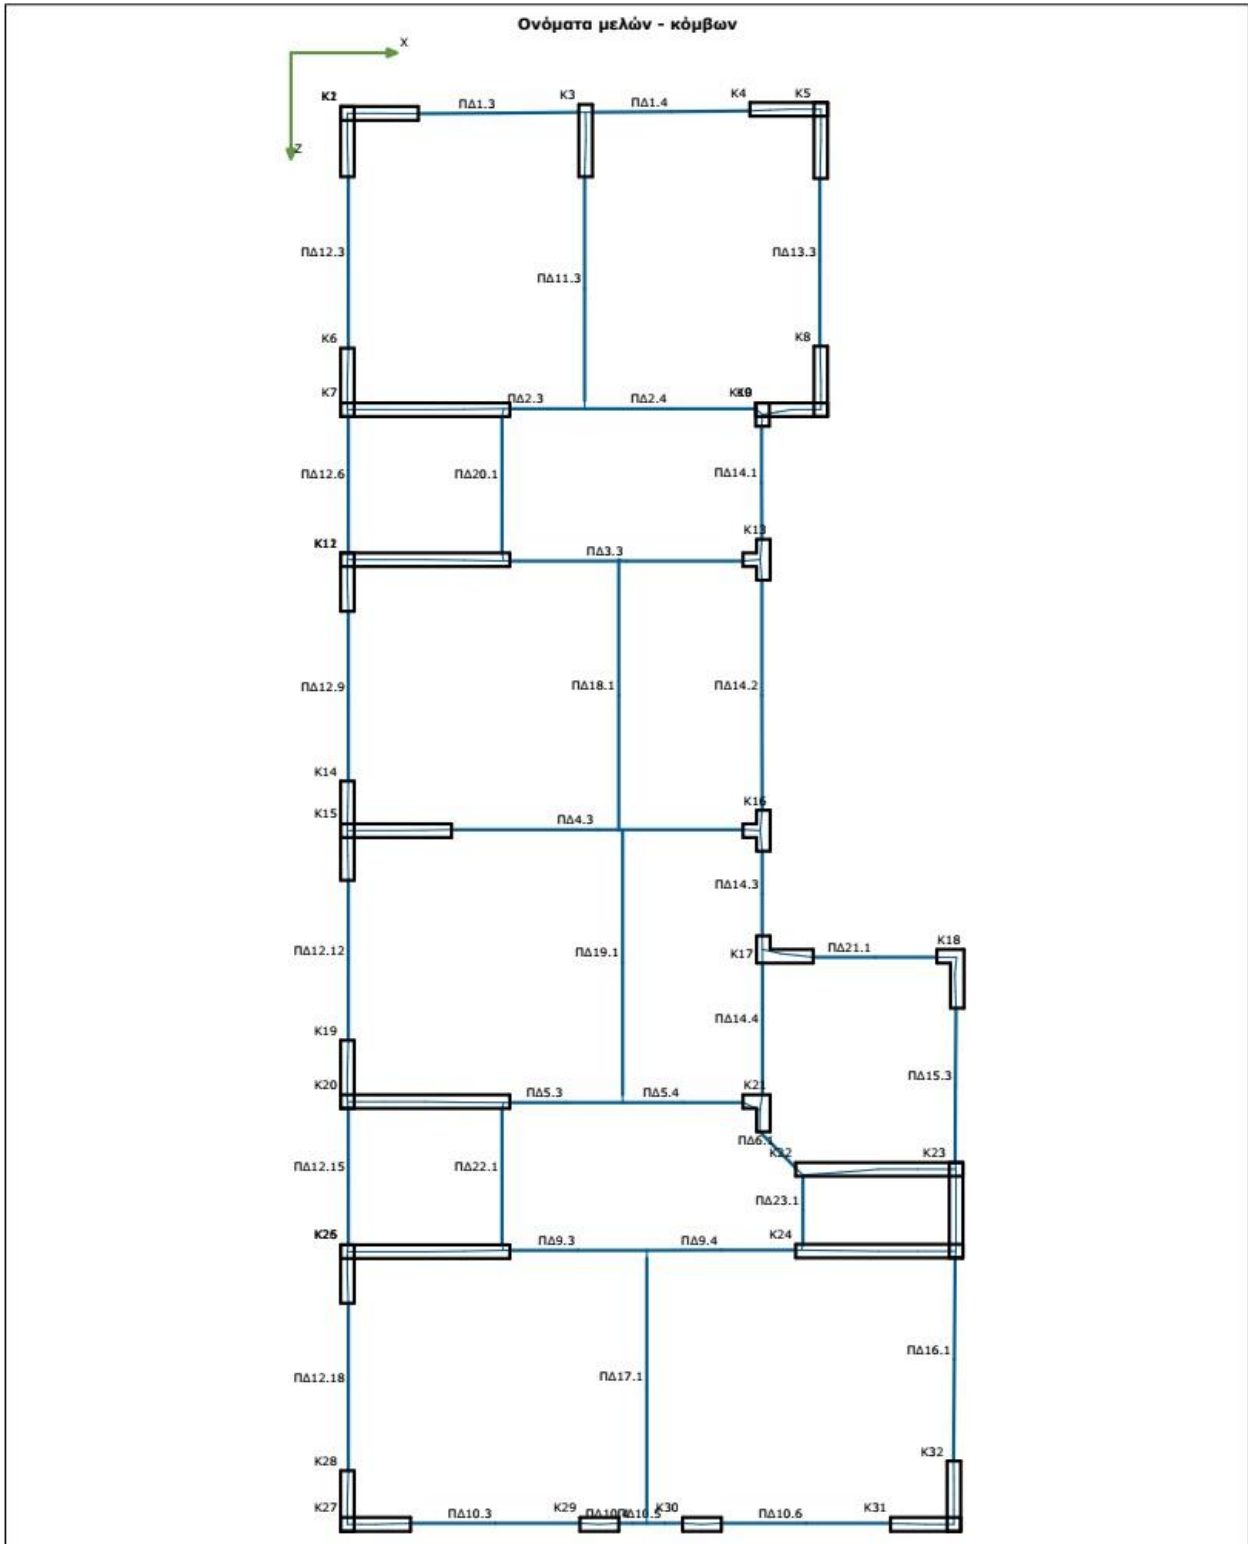 Ονόματα μελών - κόμβων
X
Z
K3 K4 K5
ΠΔ1.3 ΠΔ1.4
ΠΔ12.3 ΠΔ11.3 ΠΔ13.3
K6 K8
K7
ΠΔ2.3 ΠΔ2.4
ΠΔ12.6 ΠΔ20.1 ΠΔ14.1
K13
ΠΔ3.3
ΠΔ12.9 ΠΔ18.1 ΠΔ14.2
K14
K15 K16
ΠΔ4.3
ΠΔ14.3
ΠΔ12.12 ΠΔ19.1 K17 ΠΔ21.1 K18
ΠΔ14.4
K19
ΠΔ15.3
K20 K21
ΠΔ5.3 ΠΔ5.4
K22 K23
ΠΔ12.15 ΠΔ22.1
ΠΔ23.1
K24
ΠΔ9.3 ΠΔ9.4
ΠΔ16.1
ΠΔ12.18 ΠΔ17.1
K28 K32
K27 K29 K30 K31
ΠΔ10.3 ΠΔ10.6